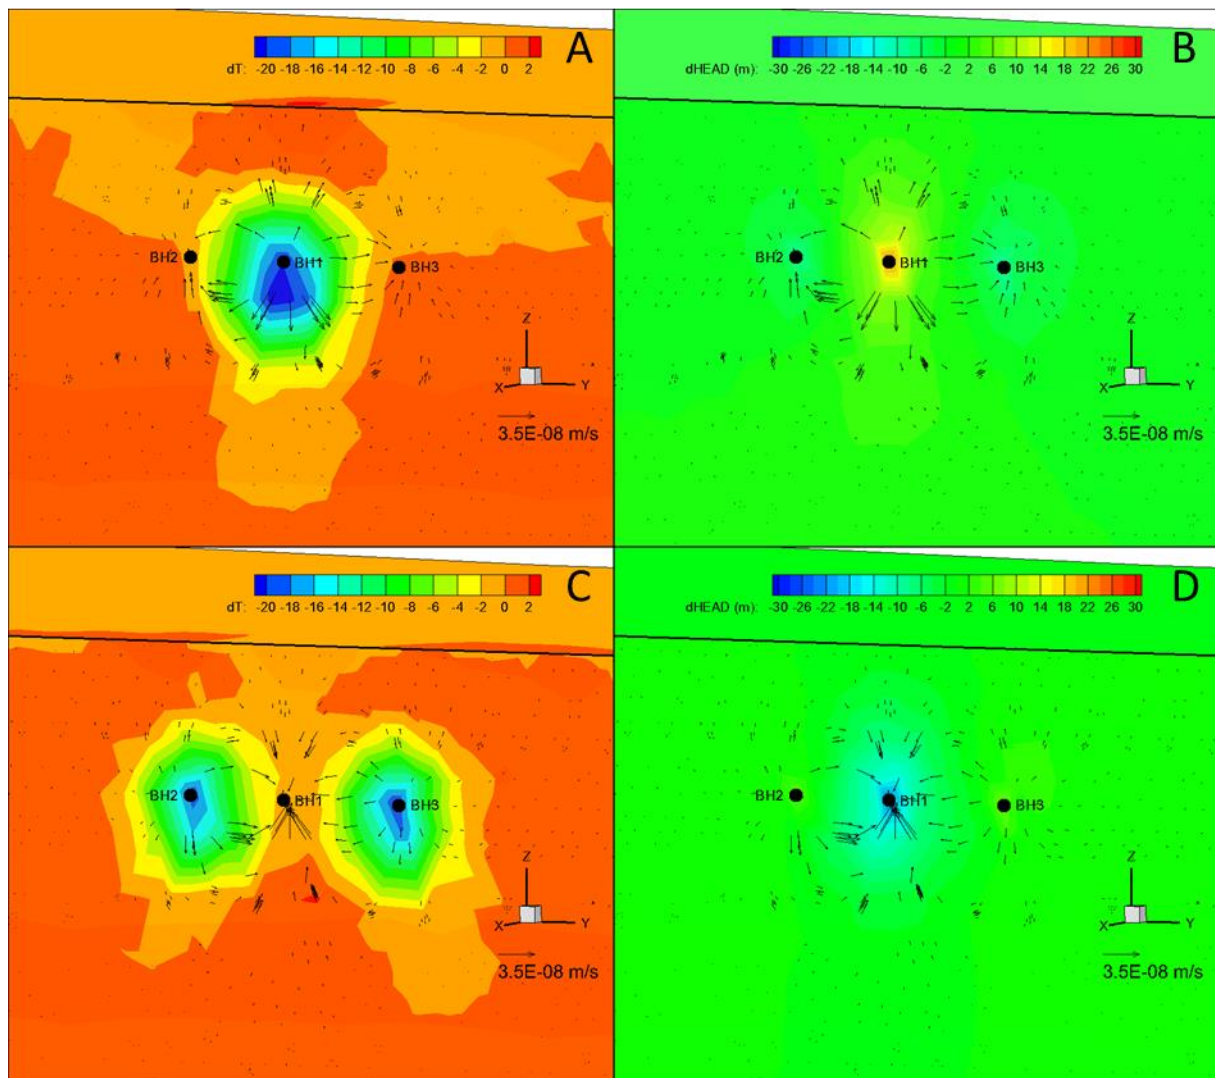 A
dT: -20 -18 -16 -14 -12 -10 -8 -6 -4 -2 0 2
BH2
BH1
BH3
Z
X
Y
3.5E-08 m/s
B
dHEAD (m): -30 -26 -22 -18 -14 -10 -6 -2 2 6 10 14 18 22 26 30
BH2
BH1
BH3
Z
X
Y
3.5E-08 m/s
C
dT: -20 -18 -16 -14 -12 -10 -8 -6 -4 -2 0 2
BH2
BH1
BH3
Z
X
Y
3.5E-08 m/s
D
dHEAD (m): -30 -26 -22 -18 -14 -10 -6 -2 2 6 10 14 18 22 26 30
BH2
BH1
BH3
Z
X
Y
3.5E-08 m/s